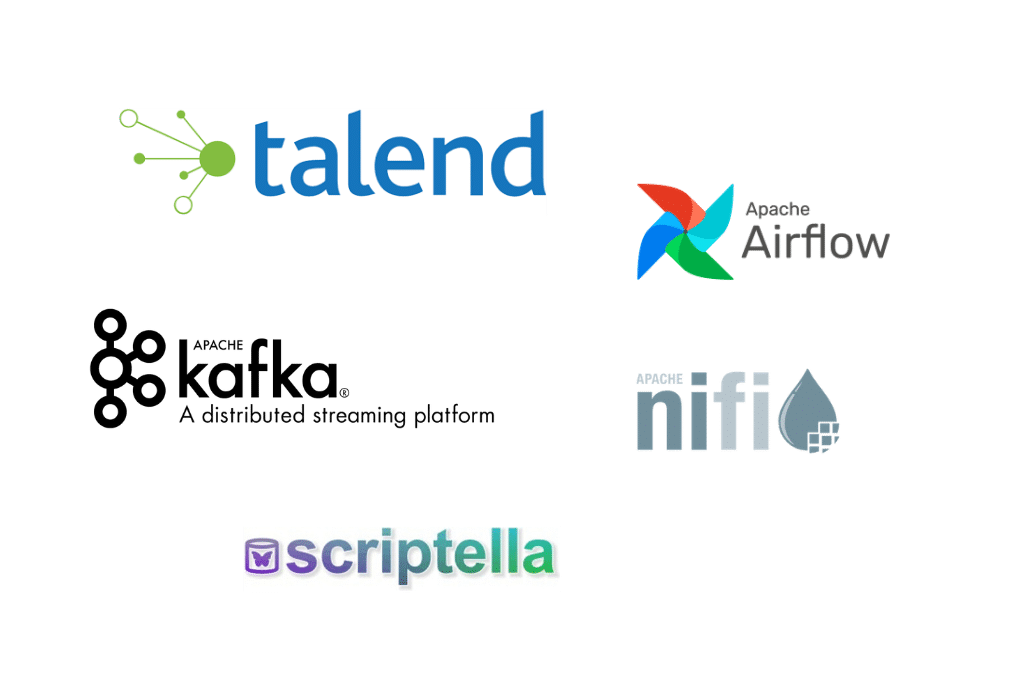 talend
Apache
Airflow
APACHE
kafka®
A distributed streaming platform
APACHE
nifi
scriptella